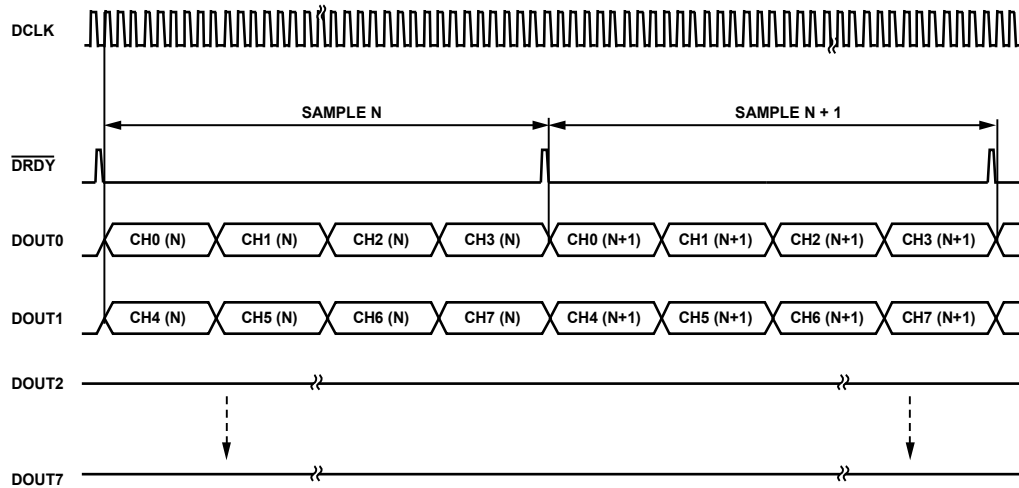 DCLK
SAMPLE N SAMPLE N + 1
DRDY
DOUT0 CH0 (N) CH1 (N) CH2 (N) CH3 (N) CH0 (N+1) CH1 (N+1) CH2 (N+1) CH3 (N+1)
DOUT1 CH4 (N) CH5 (N) CH6 (N) CH7 (N) CH4 (N+1) CH5 (N+1) CH6 (N+1) CH7 (N+1)
DOUT2
DOUT7